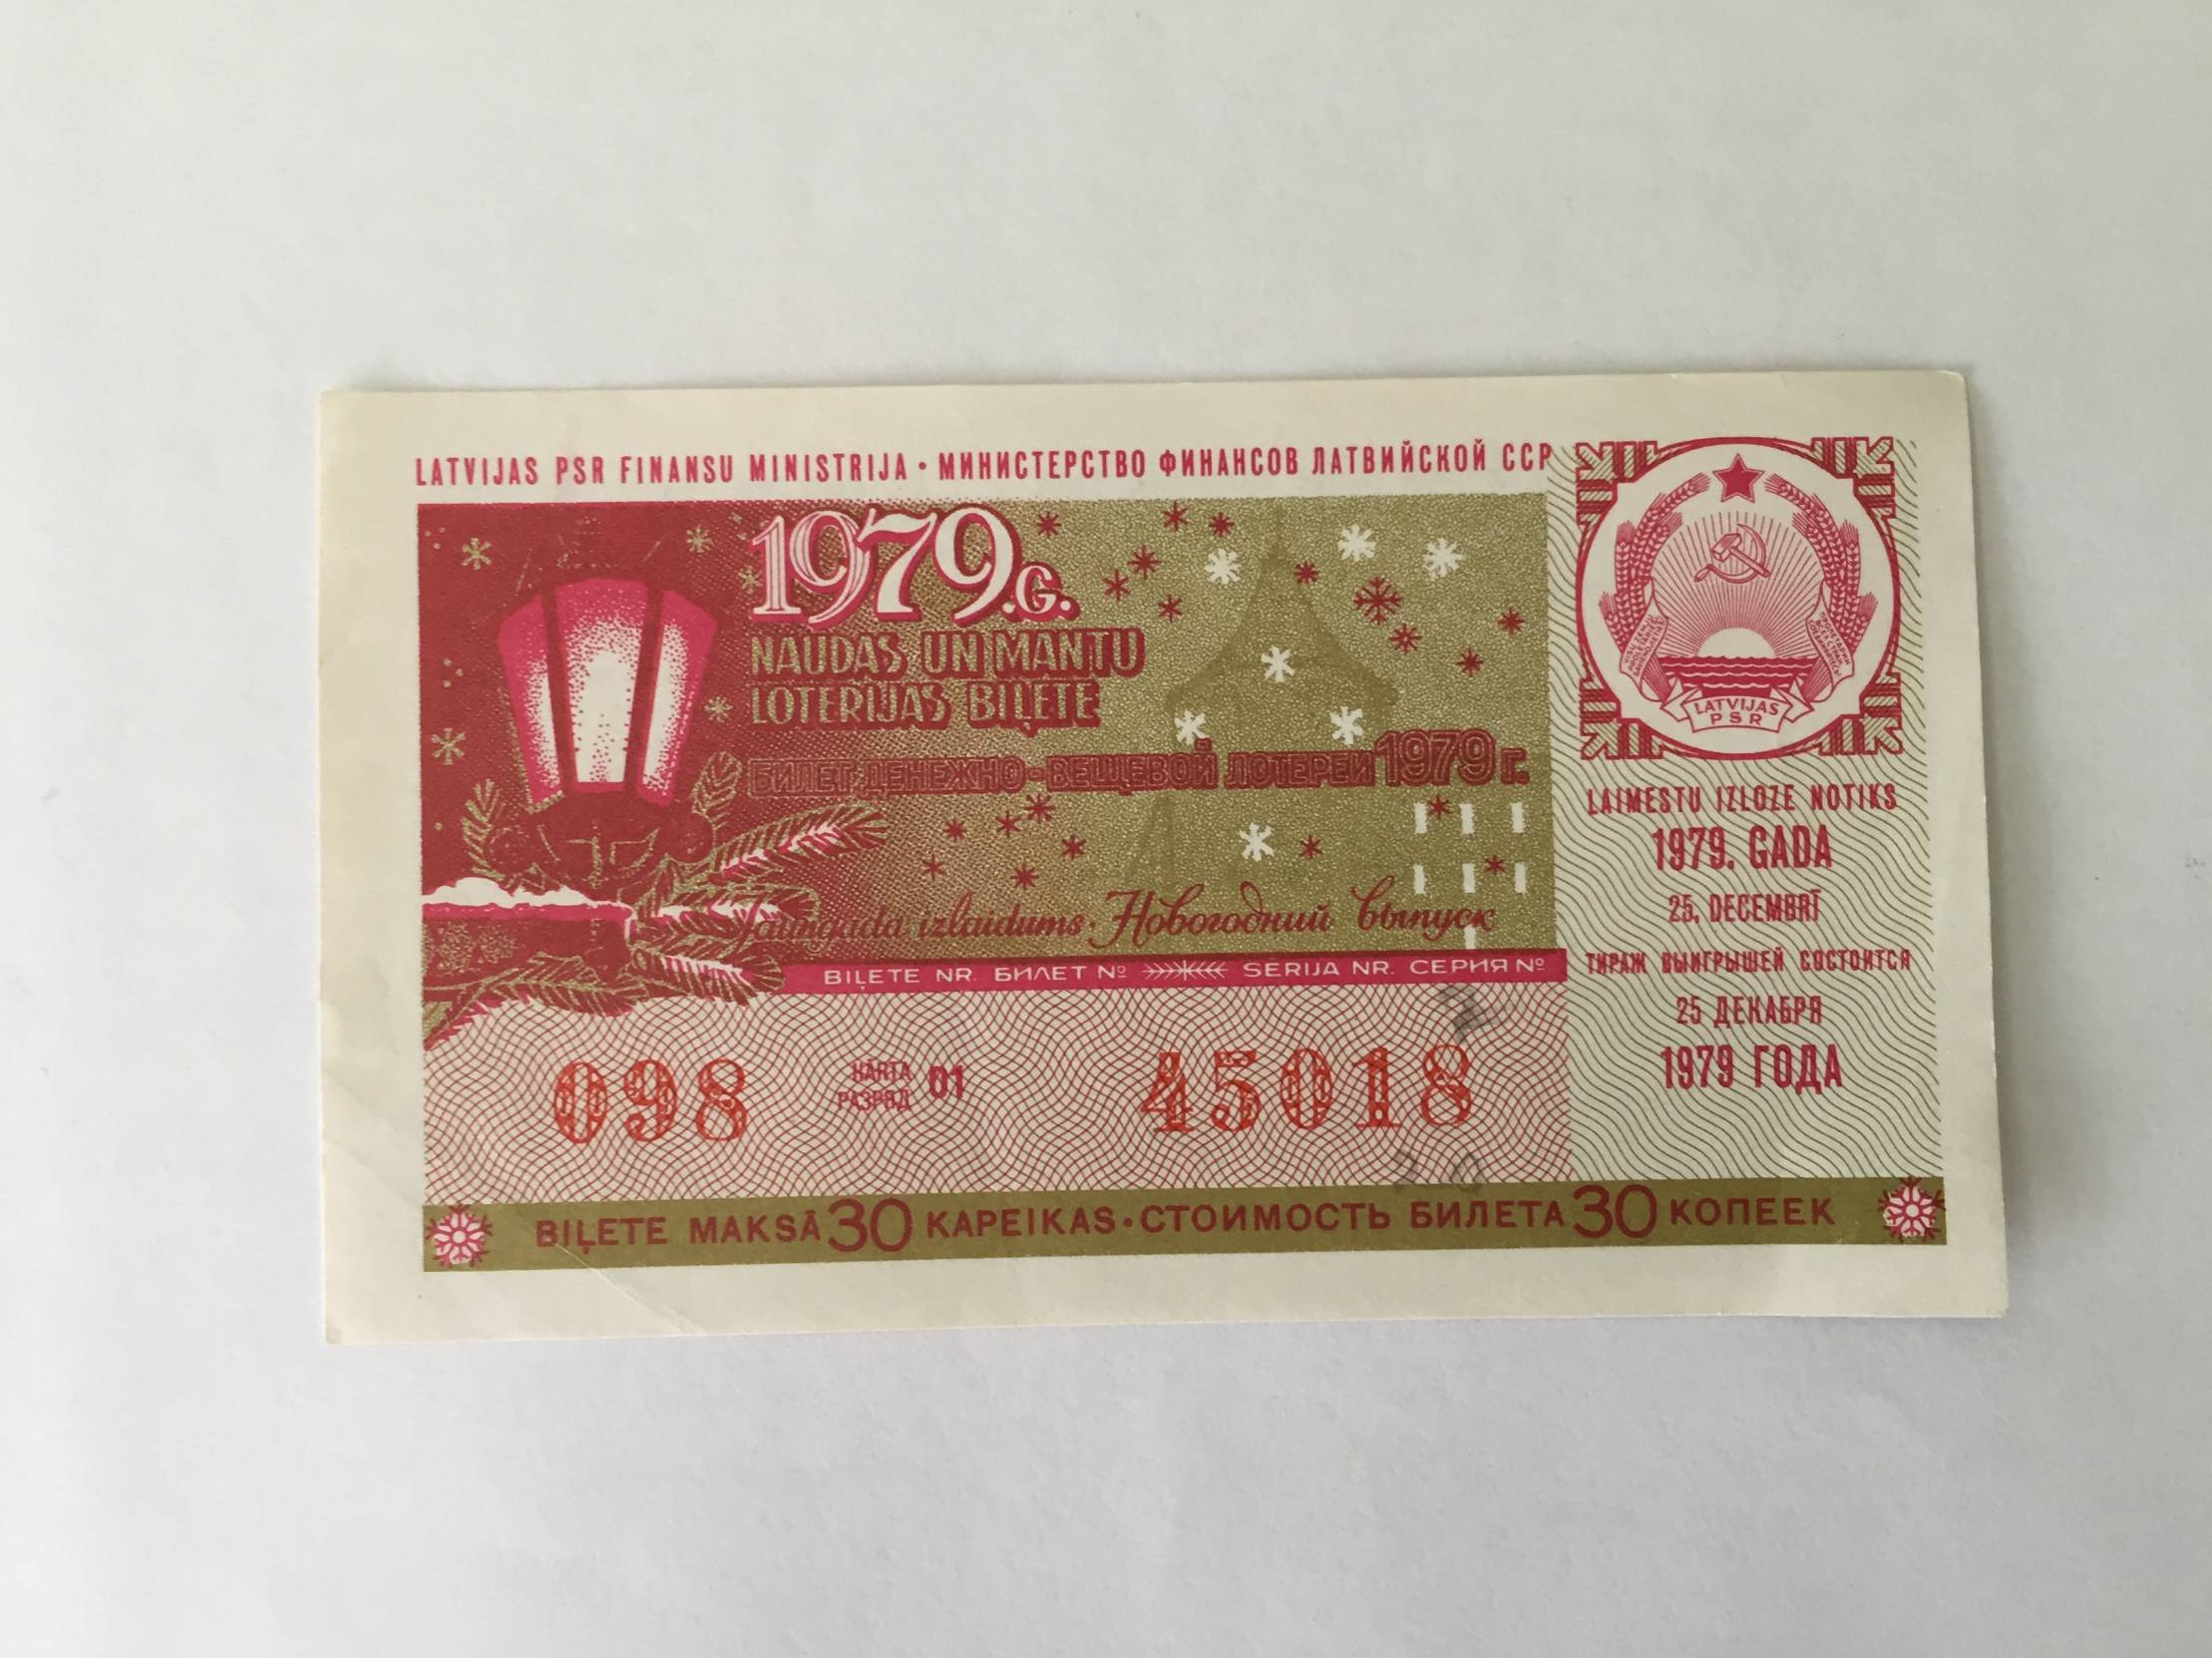 LATVIJAS PSR FINANSU MINISTRIJA • МИНИСТЕРСТВО ФИНАНСОВ ЛАТВИЙСКОЙ ССР
1979.G.
NAUDAS UN MANTU
LOTERIJAS BIĻETE
БИЛЕТ ДЕНЕЖНО-ВЕЩЕВОЙ ЛОТЕРЕИ 1979 г.
Jaungada izlaidums • Новогодний выпуск
BIĻETE NR. БИЛЕТ № SĒRIJA NR. СЕРИЯ №
098
KĀRTA
РАЗРЯД
01
45018
LATVIJAS
PSR
LAIMESTU IZLOZE NOTIKS
1979. GADA
25. DECEMBRĪ
ТИРАЖ ВЫИГРЫШЕЙ СОСТОИТСЯ
25 ДЕКАБРЯ
1979 ГОДА
BIĻETE MAKSĀ 30 KAPEIKAS • СТОИМОСТЬ БИЛЕТА 30 КОПЕЕК